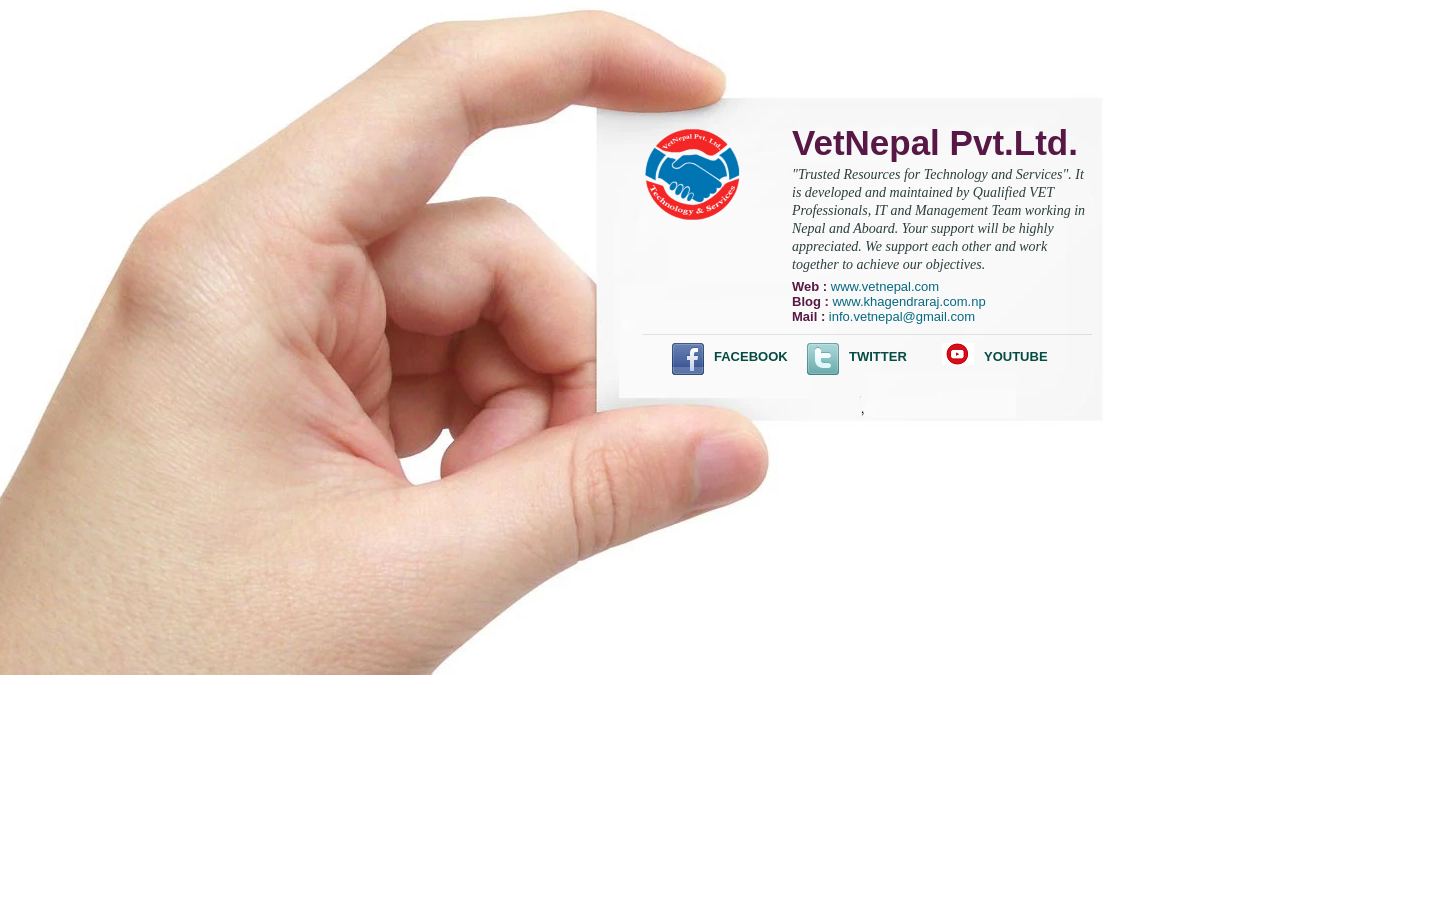 VetNepal Pvt. Ltd
Technology & Services
VetNepal Pvt.Ltd.
"Trusted Resources for Technology and Services". It
is developed and maintained by Qualified VET
Professionals, IT and Management Team working in
Nepal and Aboard. Your support will be highly
appreciated. We support each other and work
together to achieve our objectives.
Web : www.vetnepal.com
Blog : www.khagendraraj.com.np
Mail : info.vetnepal@gmail.com
FACEBOOK TWITTER YOUTUBE
,